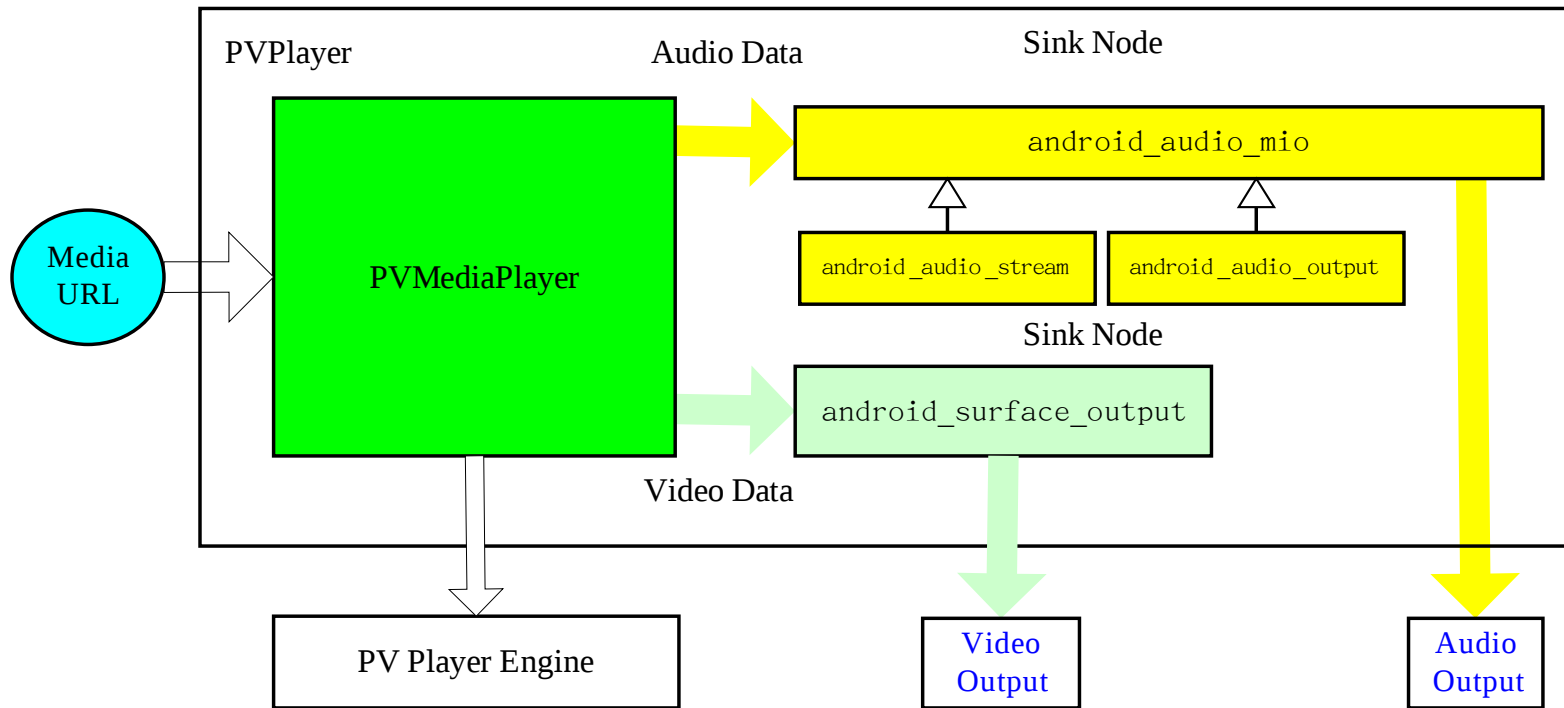 PVPlayer
Audio Data
Sink Node
android_audio_mio
Media
URL
PVMediaPlayer
android_audio_stream
android_audio_output
Sink Node
android_surface_output
Video Data
PV Player Engine
Video
Output
Audio
Output